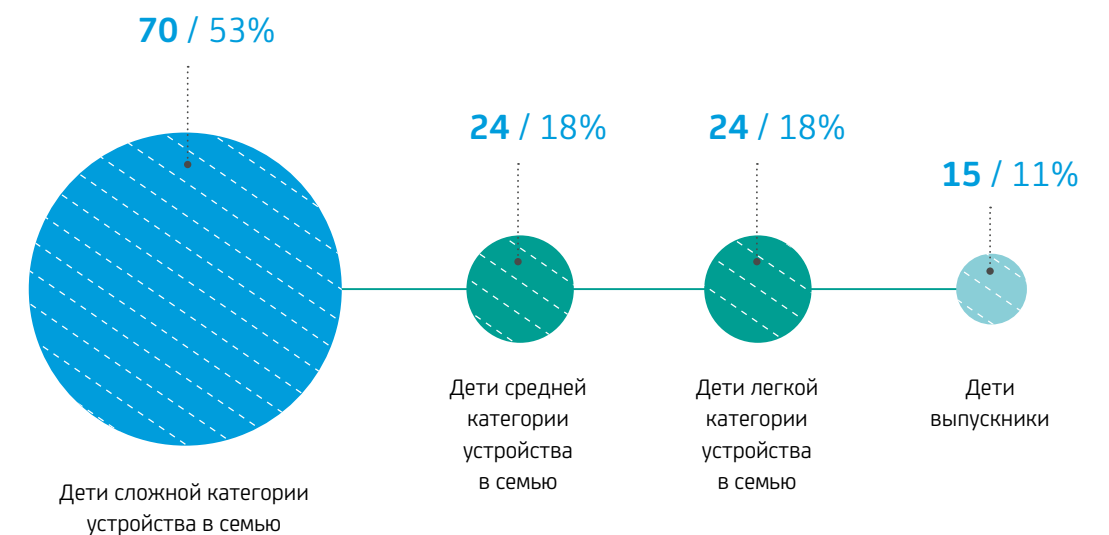 70 / 53%
24 / 18%
24 / 18%
15 / 11%
Дети сложной категории
устройства в семью
Дети средней
категории
устройства
в семью
Дети легкой
категории
устройства
в семью
Дети
выпускники